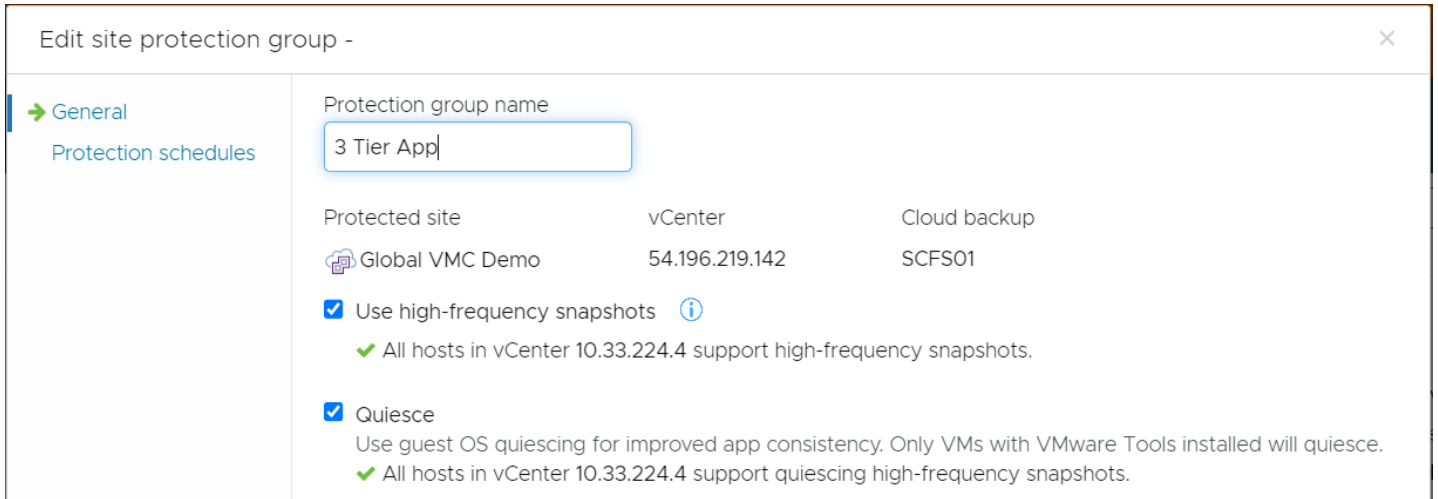 Edit site protection group -
General
Protection schedules
Protection group name
3 Tier App
Protected site vCenter Cloud backup
Global VMC Demo 54.196.219.142 SCFS01
Use high-frequency snapshots
All hosts in vCenter 10.33.224.4 support high-frequency snapshots.
Quiesce
Use guest OS quiescing for improved app consistency. Only VMs with VMware Tools installed will quiesce.
All hosts in vCenter 10.33.224.4 support quiescing high-frequency snapshots.